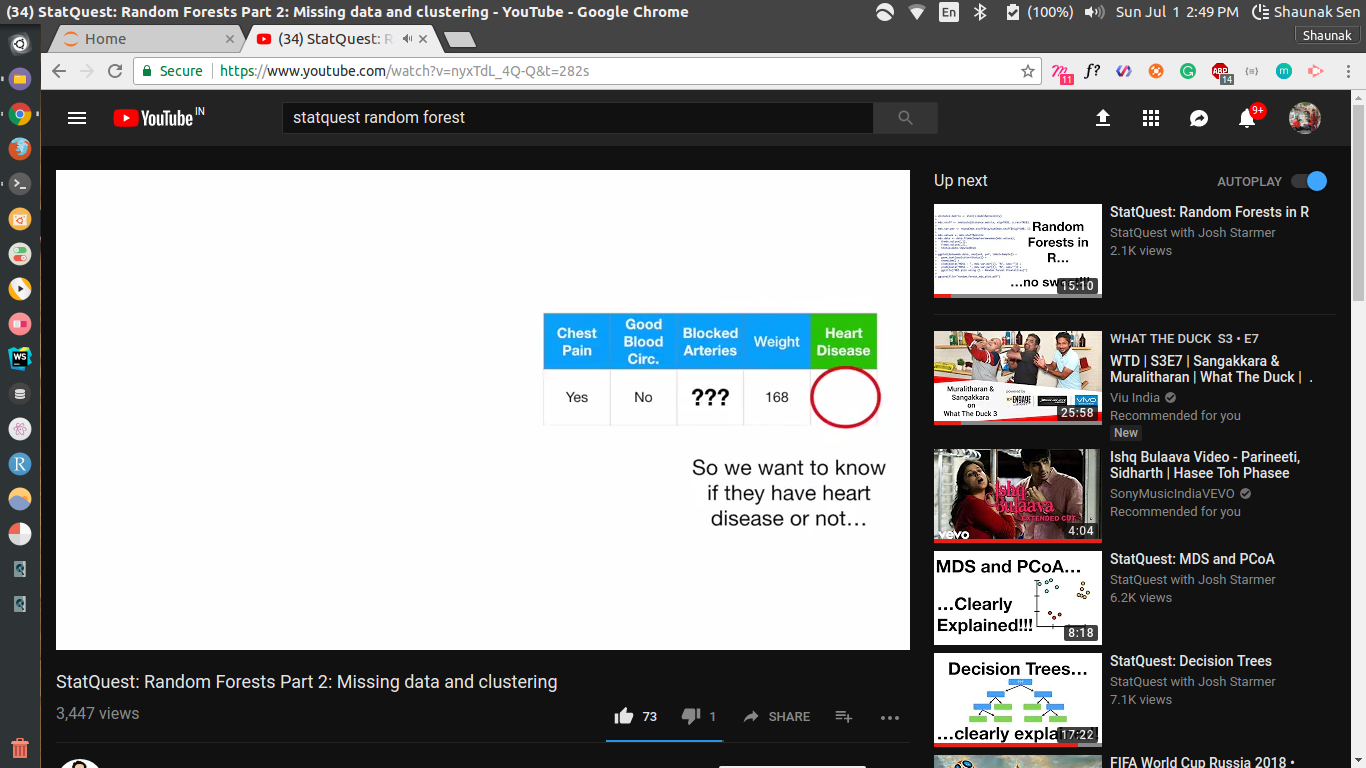 (34) StatQuest: Random Forests Part 2: Missing data and clustering - YouTube - Google Chrome
En
(100%)
Sun Jul 1 2:49 PM
Shaunak Sen
Home
(34) StatQuest: R
Shaunak
Secure
https://www.youtube.com/watch?v=nyxTdL_4Q-Q&t=282s
11
f?
ABP
14
m
YouTube IN
statquest random forest
9+
Chest Pain
Good Blood Circ.
Blocked Arteries
Weight
Heart Disease
Yes
No
???
168
So we want to know
if they have heart
disease or not…
StatQuest: Random Forests Part 2: Missing data and clustering
3,447 views
73
1
SHARE
Up next
AUTOPLAY
Random
Forests in
R…
…no
15:10
StatQuest: Random Forests in R
StatQuest with Josh Starmer
2.1K views
Muralitharan &
Sangakkara
on
What The Duck 3
ENGAGE
vivo
25:58
WHAT THE DUCK S3 • E7
WTD | S3E7 | Sangakkara &
Muralitharan | What The Duck | .
Viu India
Recommended for you
New
Ishq
Bulaava
EXTENDED CUT
vevo
4:04
Ishq Bulaava Video - Parineeti,
Sidharth | Hasee Toh Phasee
SonyMusicIndiaVEVO
Recommended for you
MDS and PCoA…
…Clearly
Explained!!!
8:18
StatQuest: MDS and PCoA
StatQuest with Josh Starmer
6.2K views
Decision Trees…
…clearly
17:22
StatQuest: Decision Trees
StatQuest with Josh Starmer
7.1K views
FIFA World Cup Russia 2018 •
WS
R